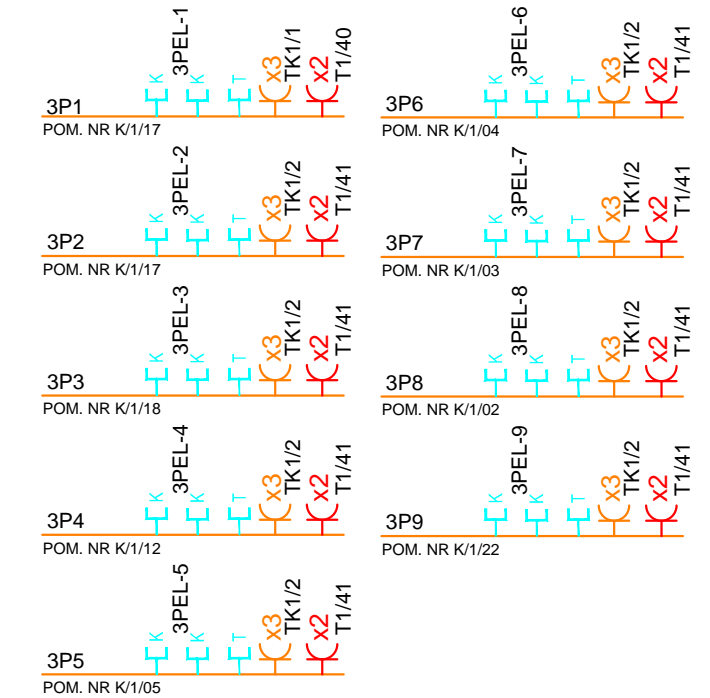 3P1
POM. NR K/1/17
K
3PEL-1
K
T
x3
TK1/1
x2
T1/40
3P2
POM. NR K/1/17
K
3PEL-2
K
T
x3
TK1/2
x2
T1/41
3P3
POM. NR K/1/18
K
3PEL-3
K
T
x3
TK1/2
x2
T1/41
3P4
POM. NR K/1/12
K
3PEL-4
K
T
x3
TK1/2
x2
T1/41
3P5
POM. NR K/1/05
K
3PEL-5
K
T
x3
TK1/2
x2
T1/41
3P6
POM. NR K/1/04
K
3PEL-6
K
T
x3
TK1/2
x2
T1/41
3P7
POM. NR K/1/03
K
3PEL-7
K
T
x3
TK1/2
x2
T1/41
3P8
POM. NR K/1/02
K
3PEL-8
K
T
x3
TK1/2
x2
T1/41
3P9
POM. NR K/1/22
K
3PEL-9
K
T
x3
TK1/2
x2
T1/41